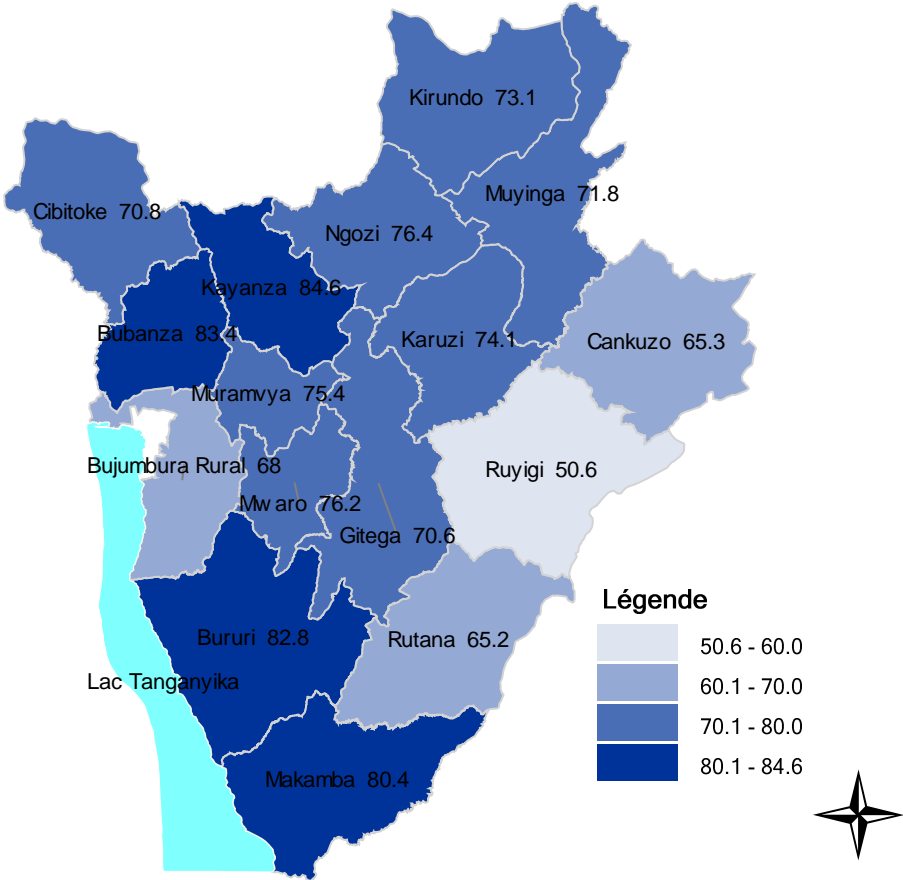 Kirundo 73.1
Muyinga 71.8
Cibitoke 70.8
Ngozi 76.4
Kayanza 84.6
Bubanza 83.4
Karuzi 74.1
Cankuzo 65.3
Muramvya 75.4
Bujumbura Rural 68
Ruyigi 50.6
Mwaro 76.2
Gitega 70.6
Légende
Bururi 82.8
Rutana 65.2
50.6 - 60.0
Lac Tanganyika
60.1 - 70.0
70.1 - 80.0
80.1 - 84.6
Makamba 80.4